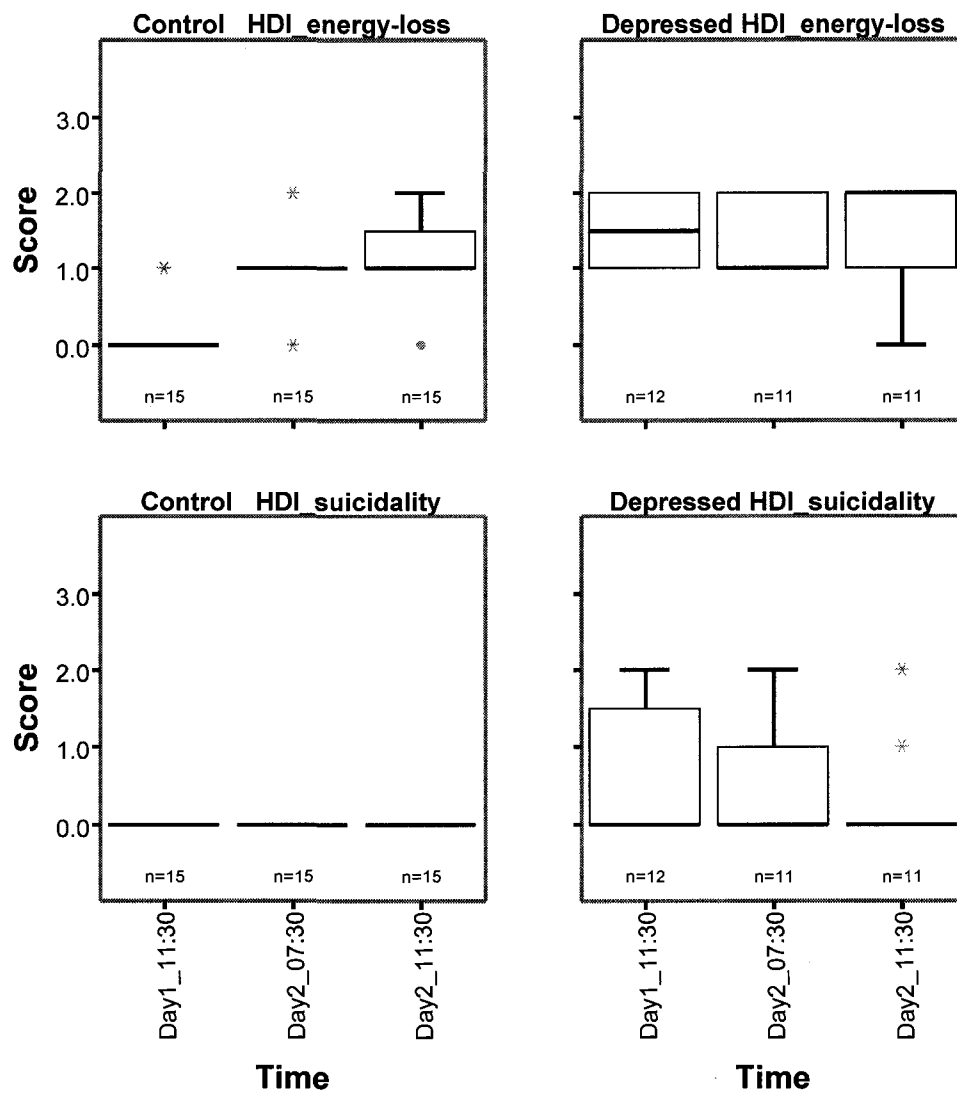 Control HDI_energy-loss
Depressed HDI_energy-loss
Score
3.0
2.0
1.0
0.0
n=15
n=15
n=15
n=12
n=11
n=11
Control HDI_suicidality
Depressed HDI_suicidality
Score
3.0
2.0
1.0
0.0
n=15
n=15
n=15
n=12
n=11
n=11
Day1_11:30
Day2_07:30
Day2_11:30
Day1_11:30
Day2_07:30
Day2_11:30
Time
Time